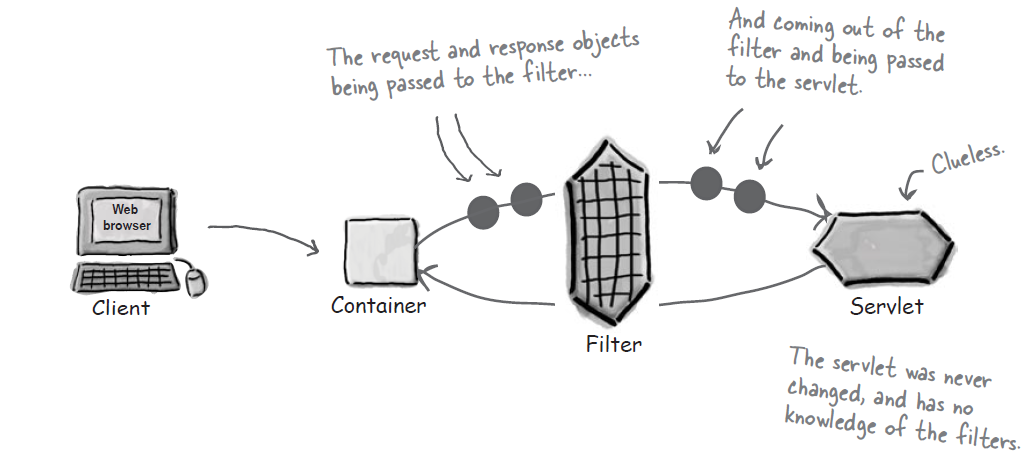 The request and response objects
being passed to the filter...
And coming out of the
filter and being passed
to the servlet.
Clueless.
Web
browser
Client
Container
Filter
Servlet
The servlet was never
changed, and has no
knowledge of the filters.